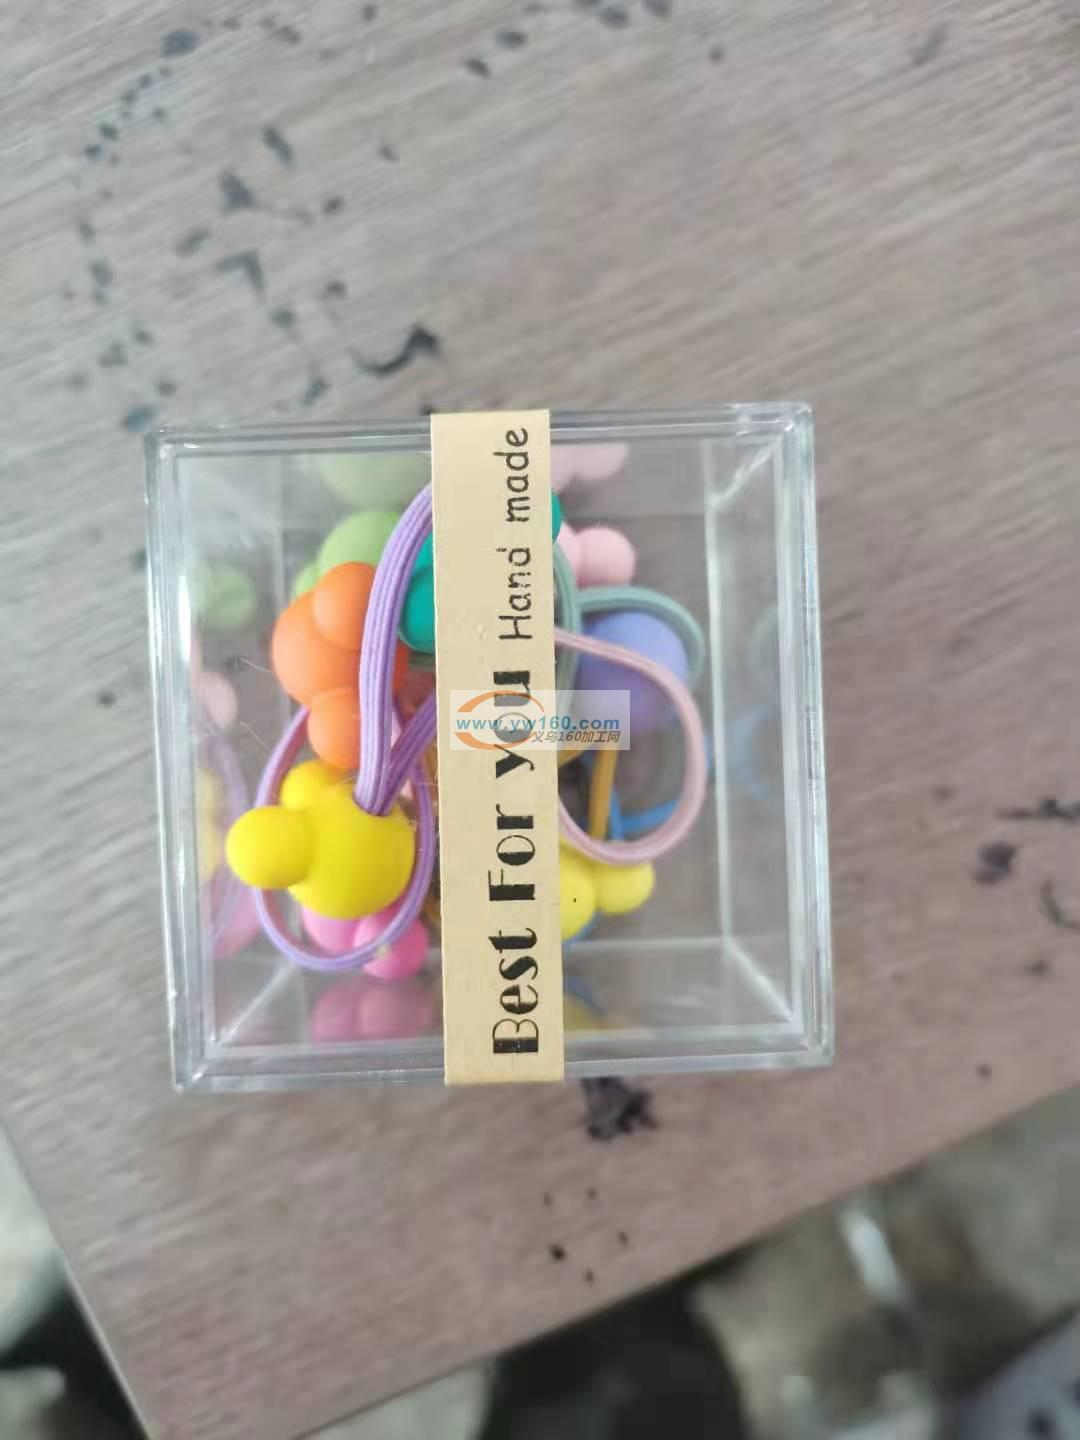 Best For you Hand made
www.yw160.com
义乌160加工网